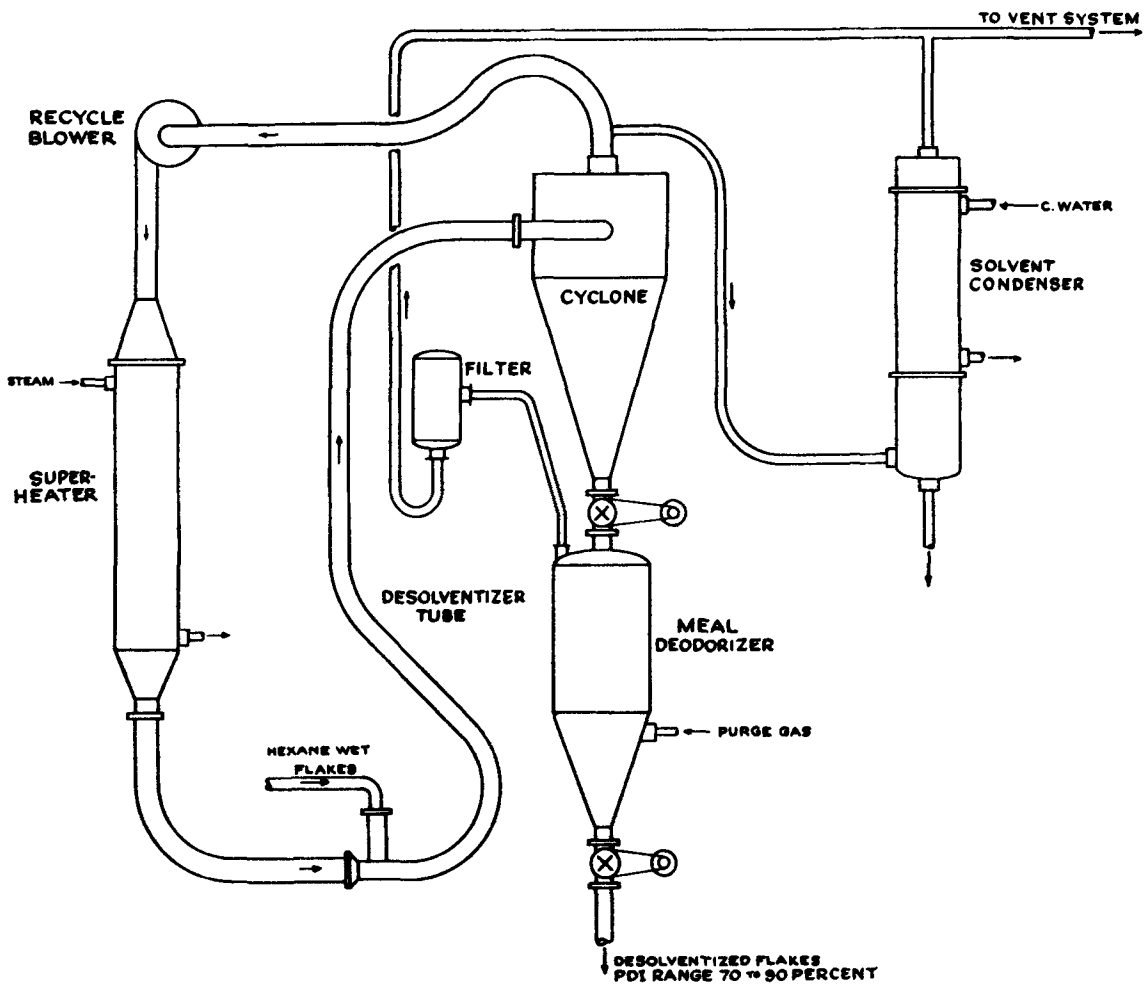 TO VENT SYSTEM
RECYCLE
BLOWER
C. WATER
SOLVENT
CONDENSER
CYCLONE
FILTER
STEAM
SUPER-
HEATER
DESOLVENTIZER
TUBE
MEAL
DEODORIZER
PURGE GAS
HEXANE WET
FLAKES
DESOLVENTIZED FLAKES
PDI RANGE 70 TO 90 PERCENT